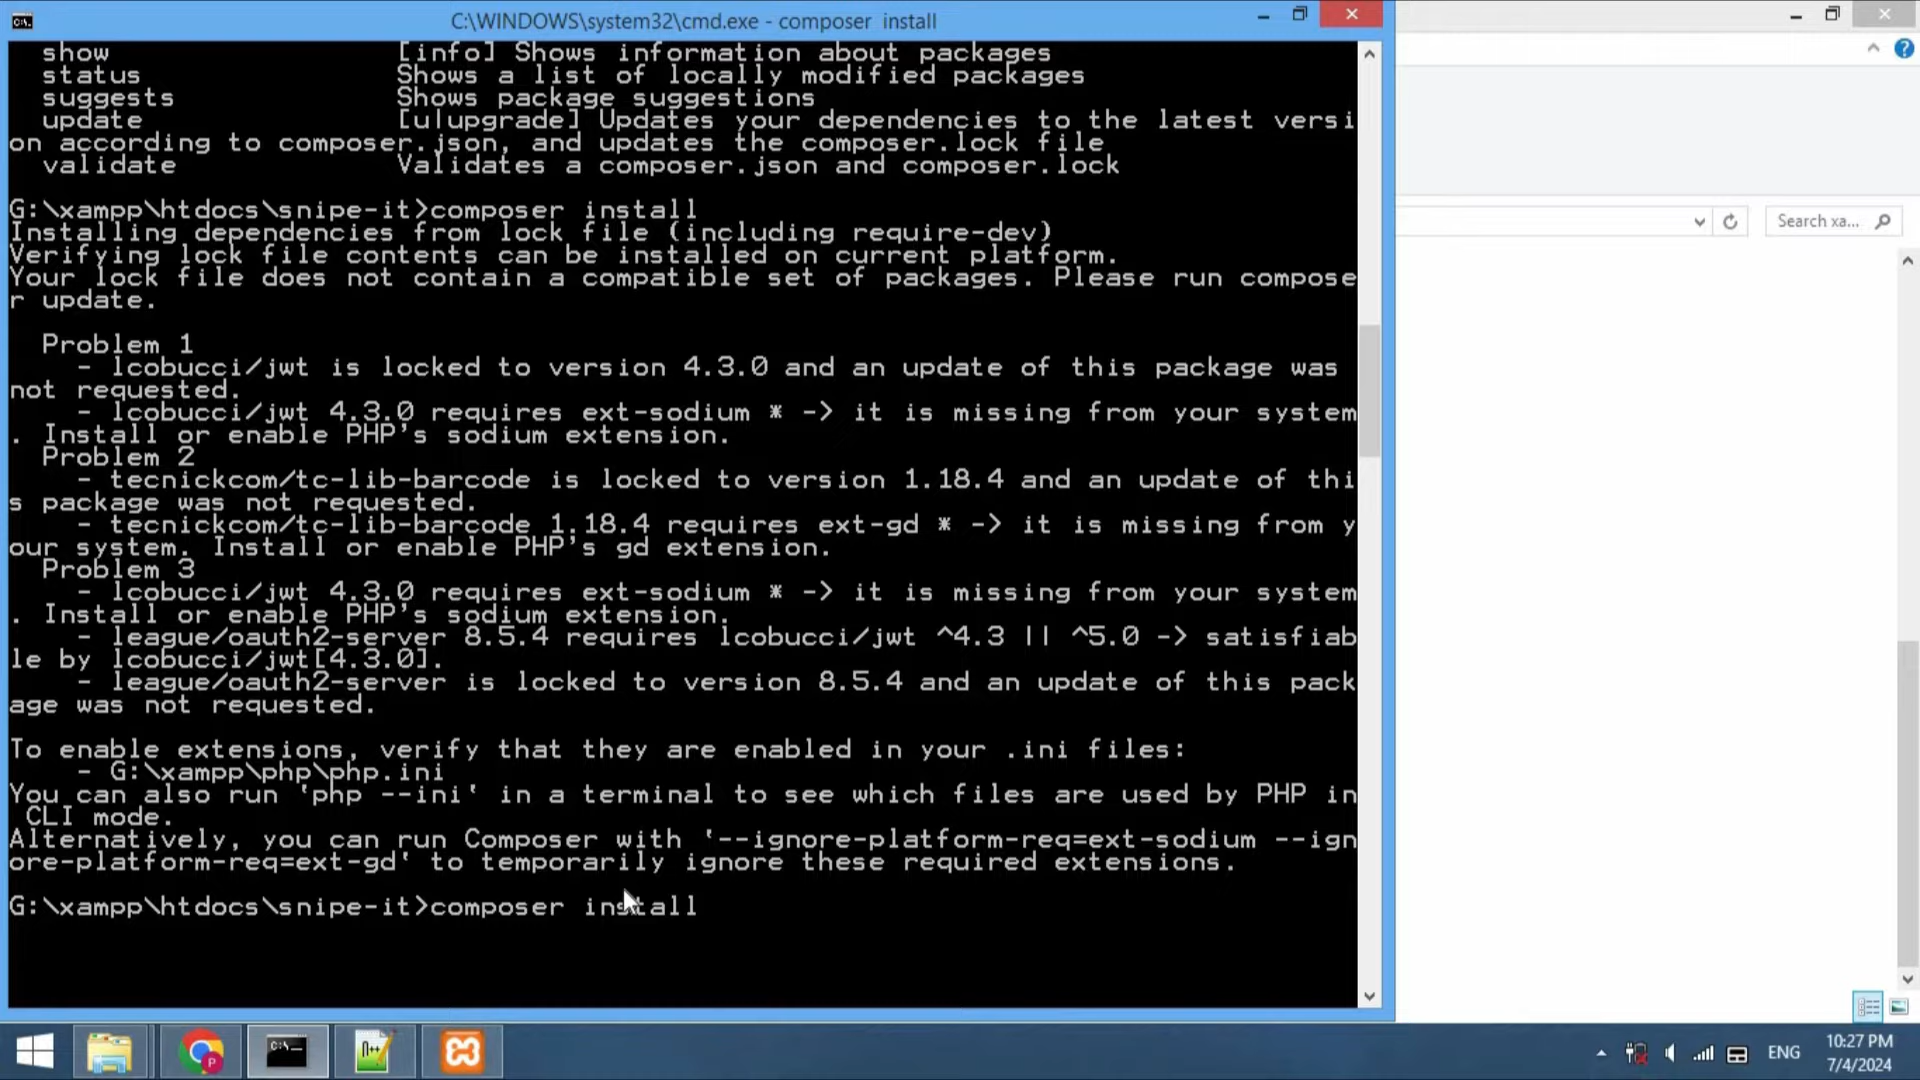 C:\WINDOWS\system32\cmd.exe - composer  install
show                 [info] Shows information about packages
status               Shows a list of locally modified packages
suggests             Shows package suggestions
update               [u|upgrade] Updates your dependencies to the latest versi
on according to composer.json, and updates the composer.lock file
validate             Validates a composer.json and composer.lock
G:\xampp\htdocs\snipe-it>composer install
Installing dependencies from lock file (including require-dev)
Verifying lock file contents can be installed on current platform.
Your lock file does not contain a compatible set of packages. Please run compose
r update.
Problem 1
- lcobucci/jwt is locked to version 4.3.0 and an update of this package was
not requested.
- lcobucci/jwt 4.3.0 requires ext-sodium * -> it is missing from your system
. Install or enable PHP's sodium extension.
Problem 2
- tecnickcom/tc-lib-barcode is locked to version 1.18.4 and an update of thi
s package was not requested.
- tecnickcom/tc-lib-barcode 1.18.4 requires ext-gd * -> it is missing from y
our system. Install or enable PHP's gd extension.
Problem 3
- lcobucci/jwt 4.3.0 requires ext-sodium * -> it is missing from your system
. Install or enable PHP's sodium extension.
- league/oauth2-server 8.5.4 requires lcobucci/jwt ^4.3 || ^5.0 -> satisfiab
le by lcobucci/jwt[4.3.0].
- league/oauth2-server is locked to version 8.5.4 and an update of this pack
age was not requested.
To enable extensions, verify that they are enabled in your .ini files:
- G:\xampp\php\php.ini
You can also run 'php --ini' in a terminal to see which files are used by PHP in
CLI mode.
Alternatively, you can run Composer with '--ignore-platform-req=ext-sodium --ign
ore-platform-req=ext-gd' to temporarily ignore these required extensions.
G:\xampp\htdocs\snipe-it>composer install
Search xa...
ENG
10:27 PM
7/4/2024